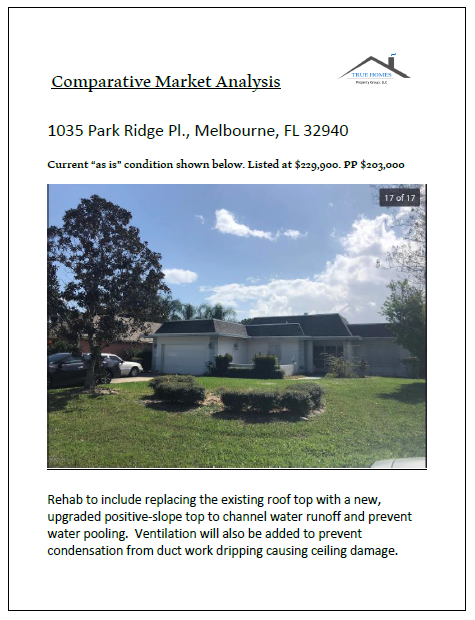 TRUE HOMES
Property Group, LLC
Comparative Market Analysis
1035 Park Ridge Pl., Melbourne, FL 32940
Current “as is” condition shown below. Listed at $229,900. PP $203,000
17 of 17
Rehab to include replacing the existing roof top with a new,
upgraded positive-slope top to channel water runoff and prevent
water pooling.  Ventilation will also be added to prevent
condensation from duct work dripping causing ceiling damage.